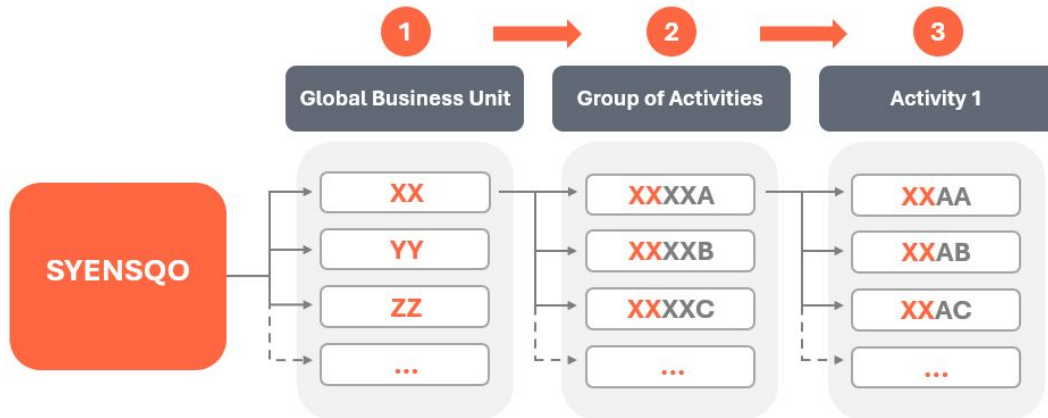 1
2
3
Global Business Unit
Group of Activities
Activity 1
SYENSQO
XX
YY
ZZ
...
XXXXA
XXXXB
XXXXC
...
XXAA
XXAB
XXAC
...